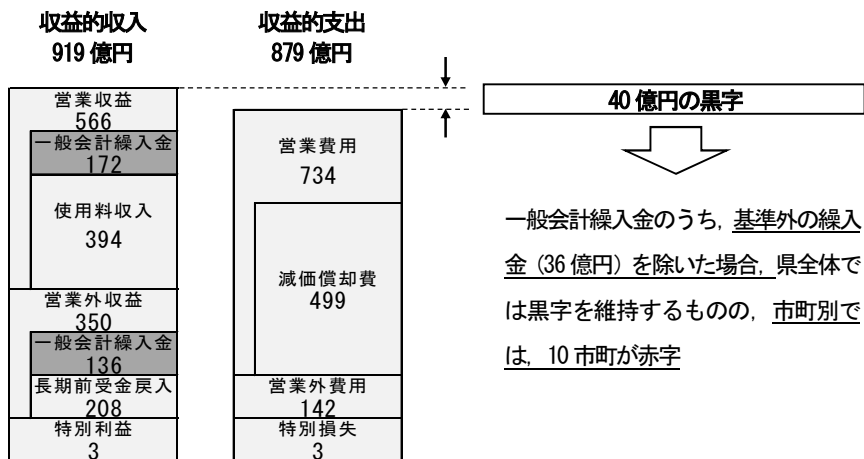 収益的収入
919 億円
収益的支出
879 億円
営業収益
566
一般会計繰入金
172
使用料収入
394
営業外収益
350
一般会計繰入金
136
長期前受金戻入
208
特別利益
3
営業費用
734
減価償却費
499
営業外費用
142
特別損失
3
40 億円の黒字
一般会計繰入金のうち，基準外の繰入
金（36 億円）を除いた場合，県全体で
は黒字を維持するものの，市町別で
は，10 市町が赤字